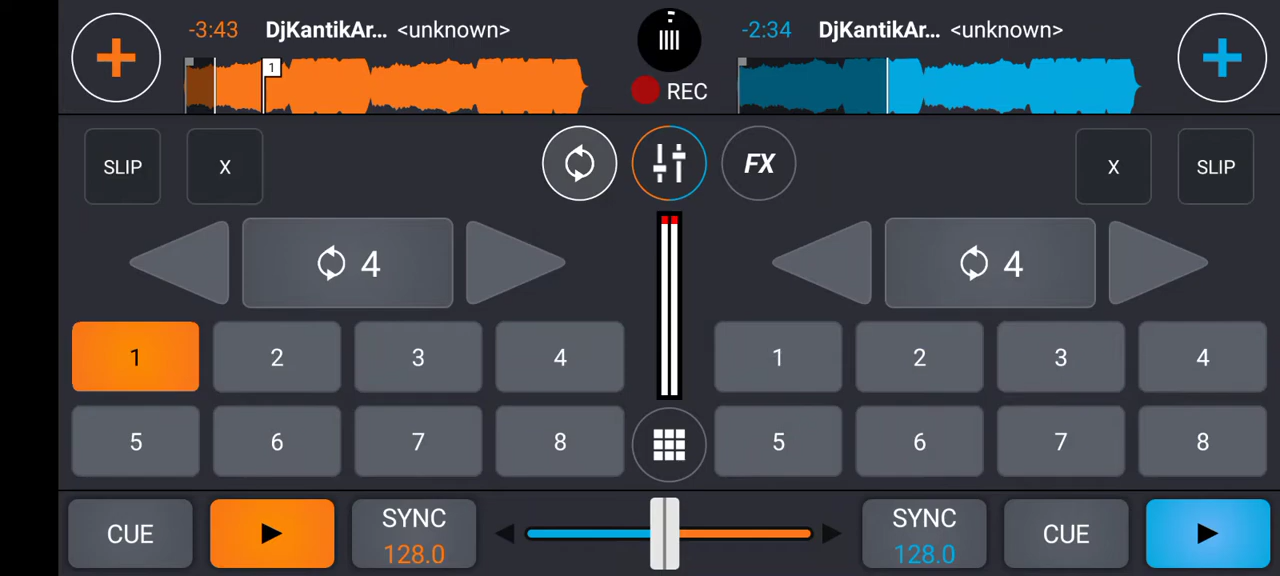 -3:43 DjKantikAr... <unknown>
-2:34 DjKantikAr... <unknown>
1
REC
SLIP X
FX
X SLIP
4
4
1 2 3 4
5 6 7 8
1 2 3 4
5 6 7 8
CUE
SYNC
128.0
SYNC
128.0
CUE